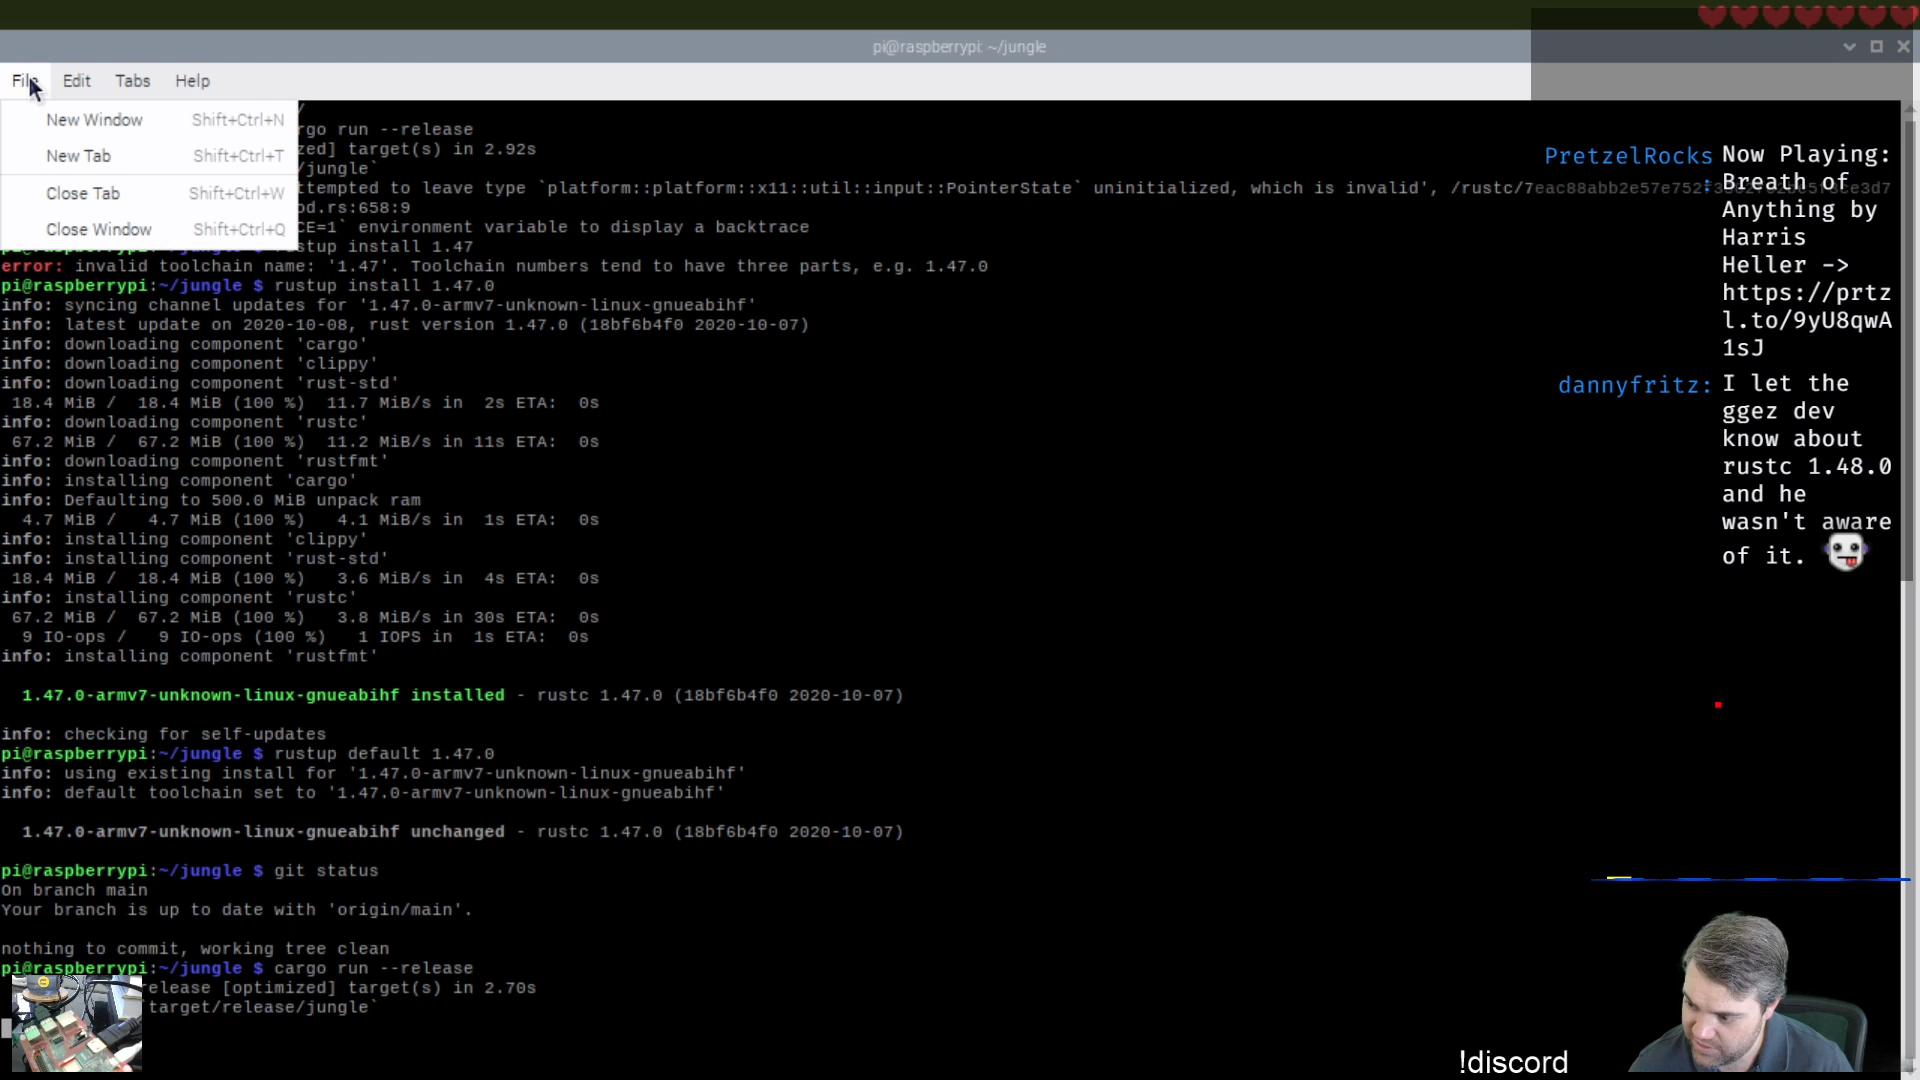 pi@raspberrypi: ~/jungle
File Edit Tabs Help
New Window Shift+Ctrl+N
New Tab Shift+Ctrl+T
Close Tab Shift+Ctrl+W
Close Window Shift+Ctrl+Q
rgo run --release
zed] target(s) in 2.92s
/jungle`
ttempted to leave type `platform::platform::x11::util::input::PointerState` uninitialized, which is invalid', /rustc/7eac88abb2e57e752
od.rs:658:9
CE=1` environment variable to display a backtrace
stup install 1.47
error: invalid toolchain name: '1.47'. Toolchain numbers tend to have three parts, e.g. 1.47.0
pi@raspberrypi:~/jungle $ rustup install 1.47.0
info: syncing channel updates for '1.47.0-armv7-unknown-linux-gnueabihf'
info: latest update on 2020-10-08, rust version 1.47.0 (18bf6b4f0 2020-10-07)
info: downloading component 'cargo'
info: downloading component 'clippy'
info: downloading component 'rust-std'
18.4 MiB / 18.4 MiB (100 %) 11.7 MiB/s in 2s ETA: 0s
info: downloading component 'rustc'
67.2 MiB / 67.2 MiB (100 %) 11.2 MiB/s in 11s ETA: 0s
info: downloading component 'rustfmt'
info: installing component 'cargo'
info: Defaulting to 500.0 MiB unpack ram
4.7 MiB / 4.7 MiB (100 %) 4.1 MiB/s in 1s ETA: 0s
info: installing component 'clippy'
info: installing component 'rust-std'
18.4 MiB / 18.4 MiB (100 %) 3.6 MiB/s in 4s ETA: 0s
info: installing component 'rustc'
67.2 MiB / 67.2 MiB (100 %) 3.8 MiB/s in 30s ETA: 0s
9 IO-ops / 9 IO-ops (100 %) 1 IOPS in 1s ETA: 0s
info: installing component 'rustfmt'
1.47.0-armv7-unknown-linux-gnueabihf installed - rustc 1.47.0 (18bf6b4f0 2020-10-07)
info: checking for self-updates
pi@raspberrypi:~/jungle $ rustup default 1.47.0
info: using existing install for '1.47.0-armv7-unknown-linux-gnueabihf'
info: default toolchain set to '1.47.0-armv7-unknown-linux-gnueabihf'
1.47.0-armv7-unknown-linux-gnueabihf unchanged - rustc 1.47.0 (18bf6b4f0 2020-10-07)
pi@raspberrypi:~/jungle $ git status
On branch main
Your branch is up to date with 'origin/main'.
nothing to commit, working tree clean
pi@raspberrypi:~/jungle $ cargo run --release
elease [optimized] target(s) in 2.70s
target/release/jungle`
PretzelRocks: Now Playing:
Breath of
Anything by
Harris
Heller ->
https://prtz
l.to/9yU8qwA
1sJ
dannyfritz: I let the
ggez dev
know about
rustc 1.48.0
and he
wasn't aware
of it.
!discord